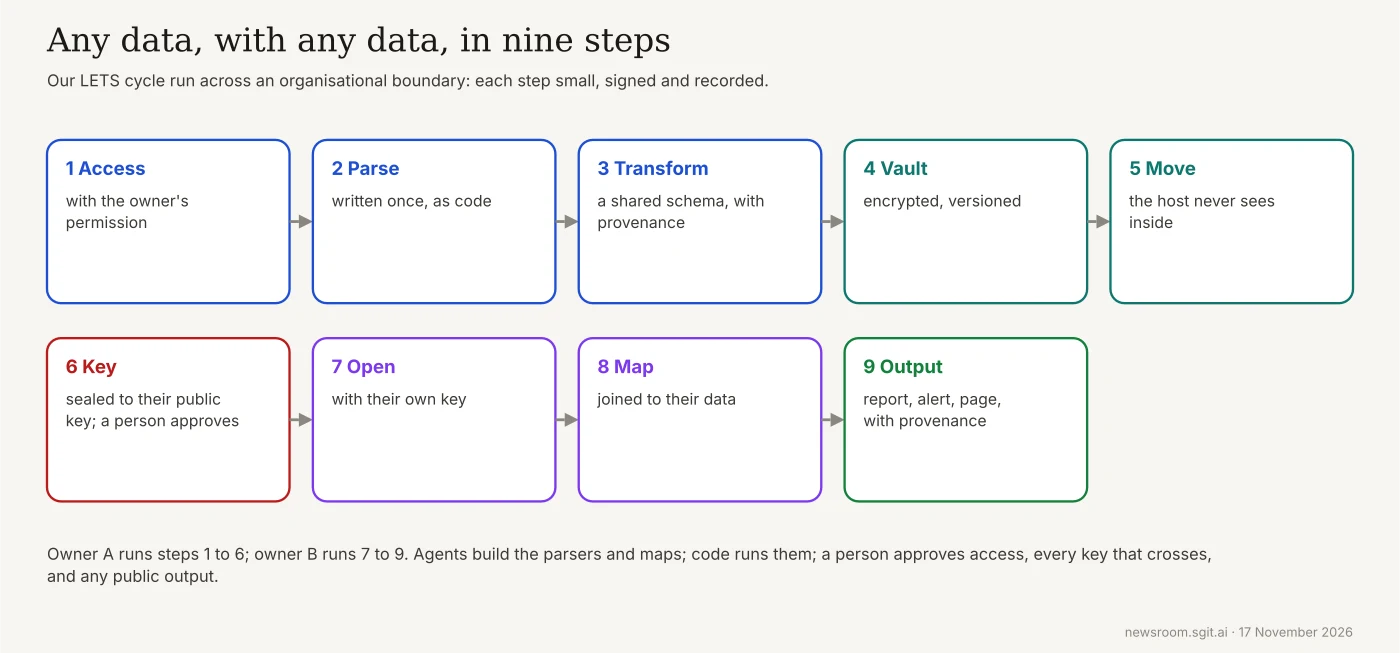 Any data, with any data, in nine steps
Our LETS cycle run across an organisational boundary: each step small, signed and recorded.
1 Access
with the owner's
permission
2 Parse
written once, as code
3 Transform
a shared schema, with
provenance
4 Vault
encrypted, versioned
5 Move
the host never sees
inside
6 Key
sealed to their public
key; a person approves
7 Open
with their own key
8 Map
joined to their data
9 Output
report, alert, page,
with provenance
Owner A runs steps 1 to 6; owner B runs 7 to 9. Agents build the parsers and maps; code runs them; a person approves access, every key that crosses,
and any public output.
newsroom.sgit.ai · 17 November 2026